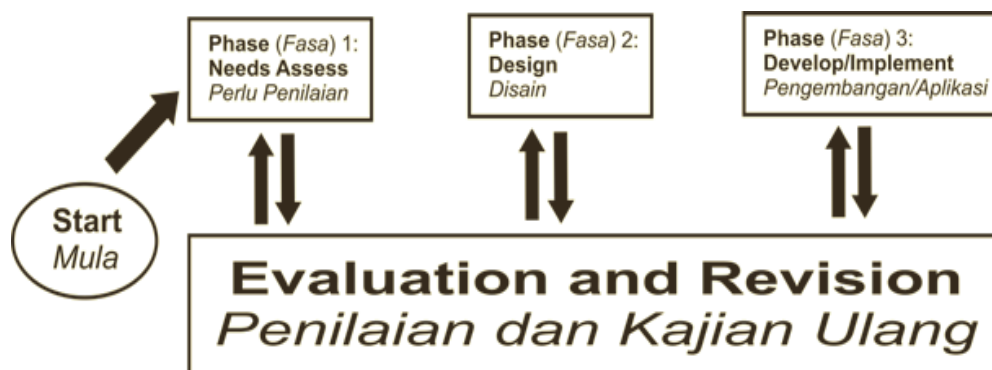 Phase (Fasa) 1:
Needs Assess
Perlu Penilaian
Phase (Fasa) 2:
Design
Disain
Phase (Fasa) 3:
Develop/Implement
Pengembangan/Aplikasi
Start
Mula
Evaluation and Revision
Penilaian dan Kajian Ulang